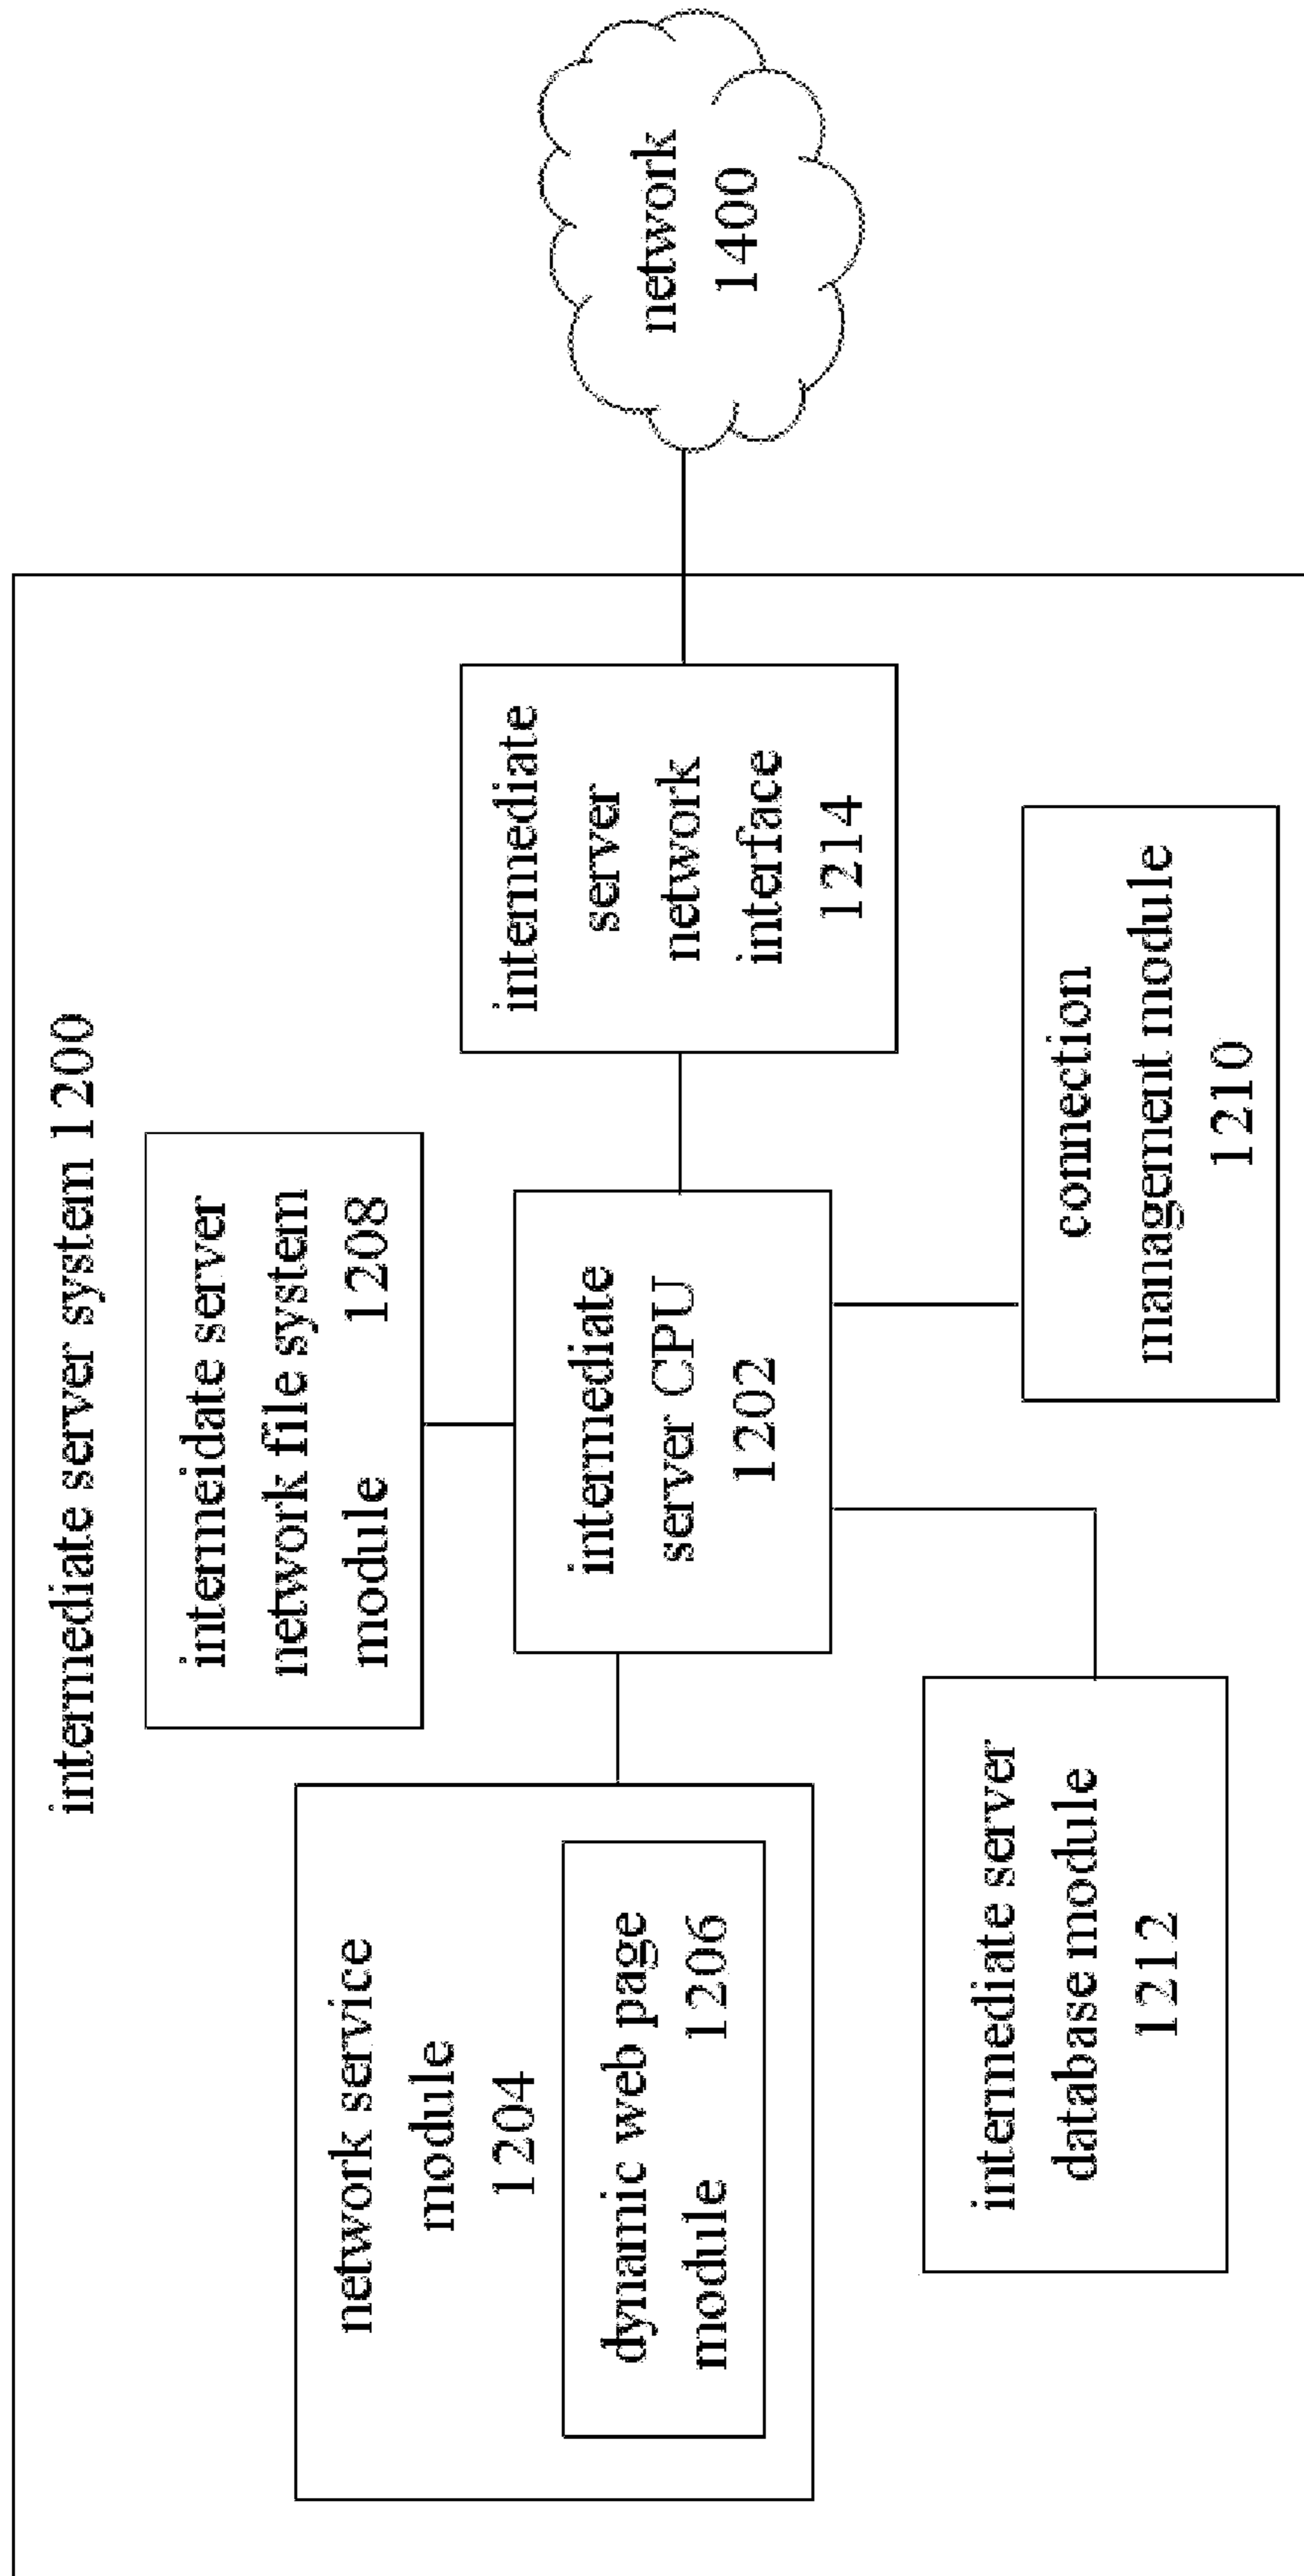 intermediate server system 1200
intermeidate server
network file system
module 1208
network service
module
1204
dynamic web page
module 1206
intermediate
server CPU
1202
intermediate
server
network
interface
1214
network
1400
intermediate server
database module
1212
connection
management module
1210